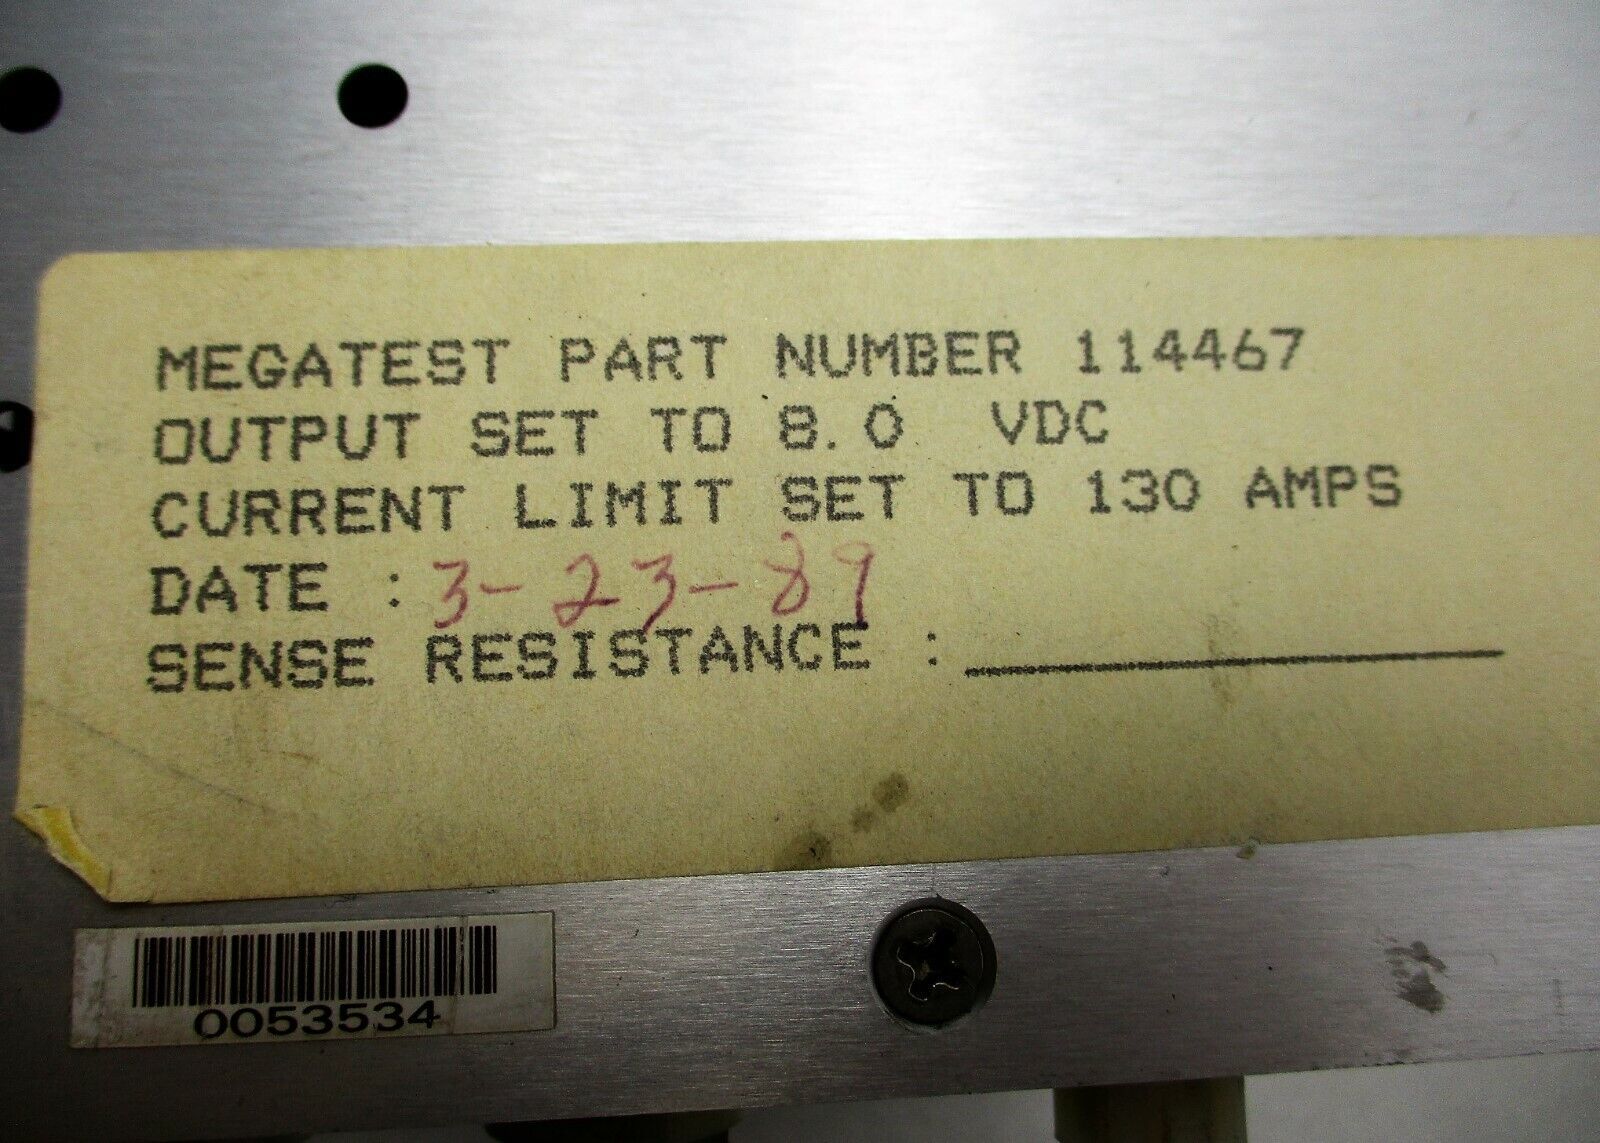 MEGATEST PART NUMBER 114467
OUTPUT SET TO 8.0 VDC
CURRENT LIMIT SET TO 130 AMPS
DATE : 3-23-89
SENSE RESISTANCE : ____________
0053534